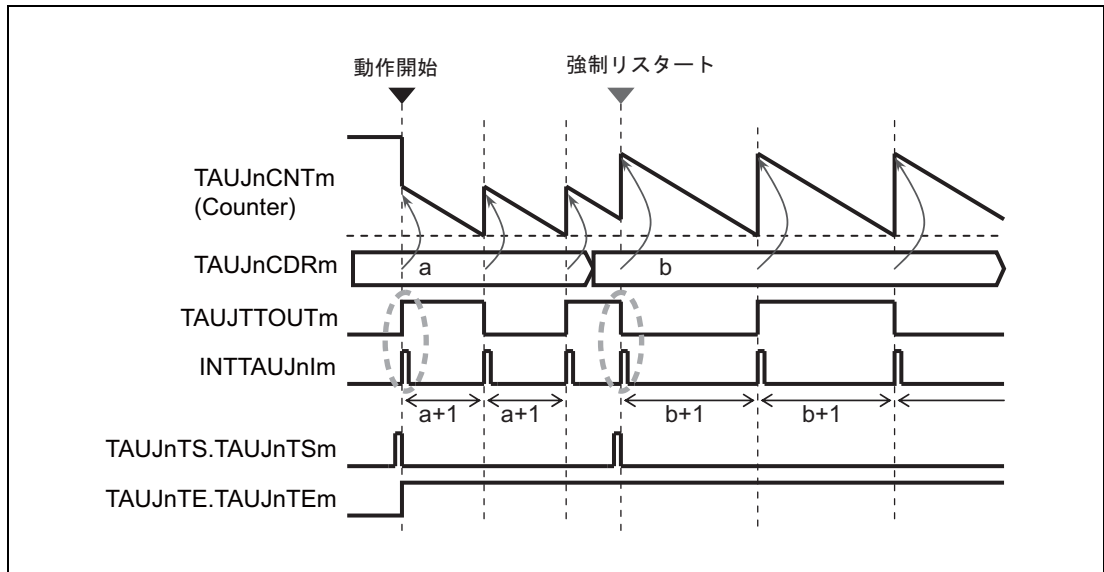 動作開始 強制リスタート
TAUJnCNTm
(Counter)
TAUJnCDRm a b
TAUJTTOUTm
INTTAUJnIm
a+1 a+1 b+1 b+1
TAUJnTS.TAUJnTSm
TAUJnTE.TAUJnTEm